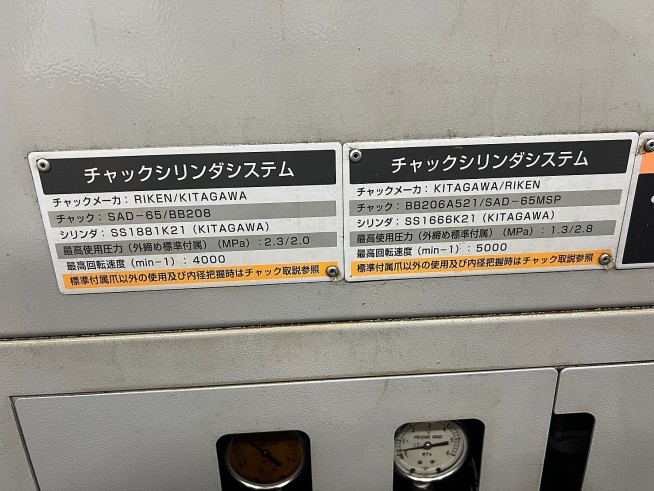 チャックシリンダシステム
チャックメーカ：RIKEN/KITAGAWA
チャック：SAD-65/BB208
シリンダ：SS1881K21 (KITAGAWA)
最高使用圧力（外締め標準付属）(MPa) ：2.3/2.0
最高回転速度 (min-1) ：4000
標準付属爪以外の使用及び内径把握時はチャック取説参照
チャックシリンダシステム
チャックメーカ：KITAGAWA/RIKEN
チャック：BB206A521/SAD-65MSP
シリンダ：SS1666K21 (KITAGAWA)
最高使用圧力（外締め標準付属）(MPa) ：1.3/2.8
最高回転速度 (min-1) ：5000
標準付属爪以外の使用及び内径把握時はチャック取説参照
MPa